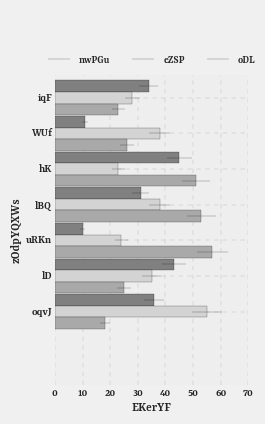 nwPGu cZSP oDL
iqF
WUf
hK
lBQ
uRKn
lD
oqvJ
zOdpYQXWs
0 10 20 30 40 50 60 70
EKerYF